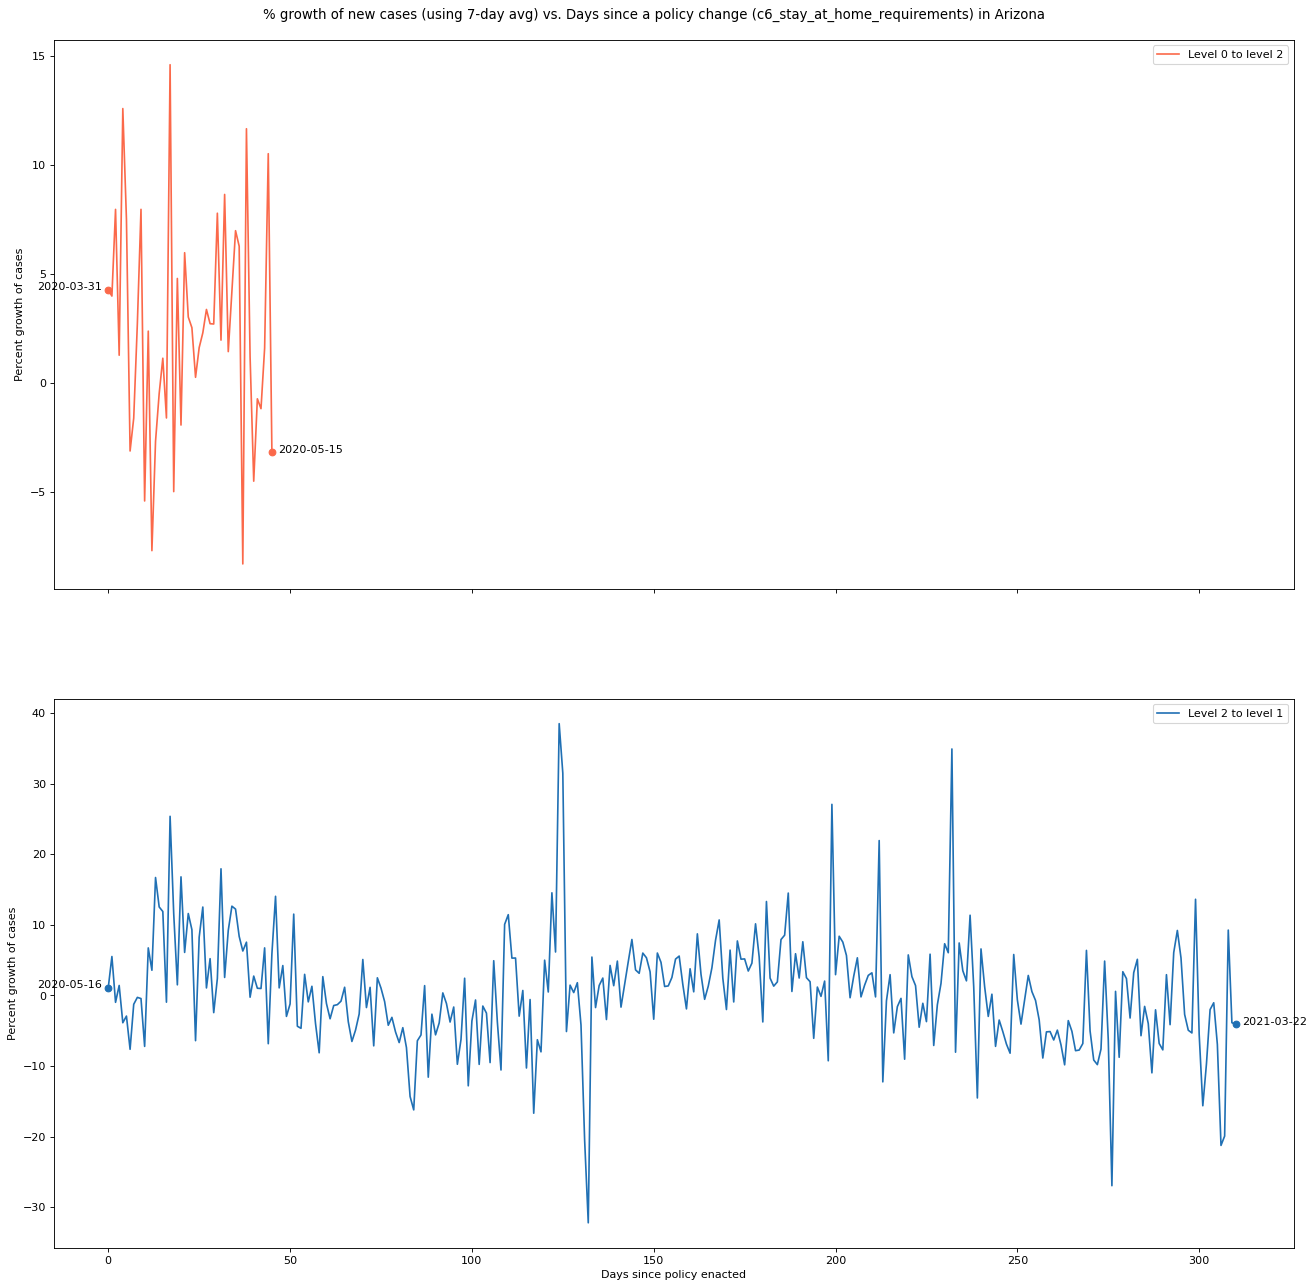 % growth of new cases (using 7-day avg) vs. Days since a policy change (c6_stay_at_home_requirements) in Arizona
Level 0 to level 2
15
10
5
0
−5
Percent growth of cases
2020-03-31
2020-05-15
Level 2 to level 1
40
30
20
10
0
−10
−20
−30
Percent growth of cases
2020-05-16
2021-03-22
0 50 100 150 200 250 300
Days since policy enacted